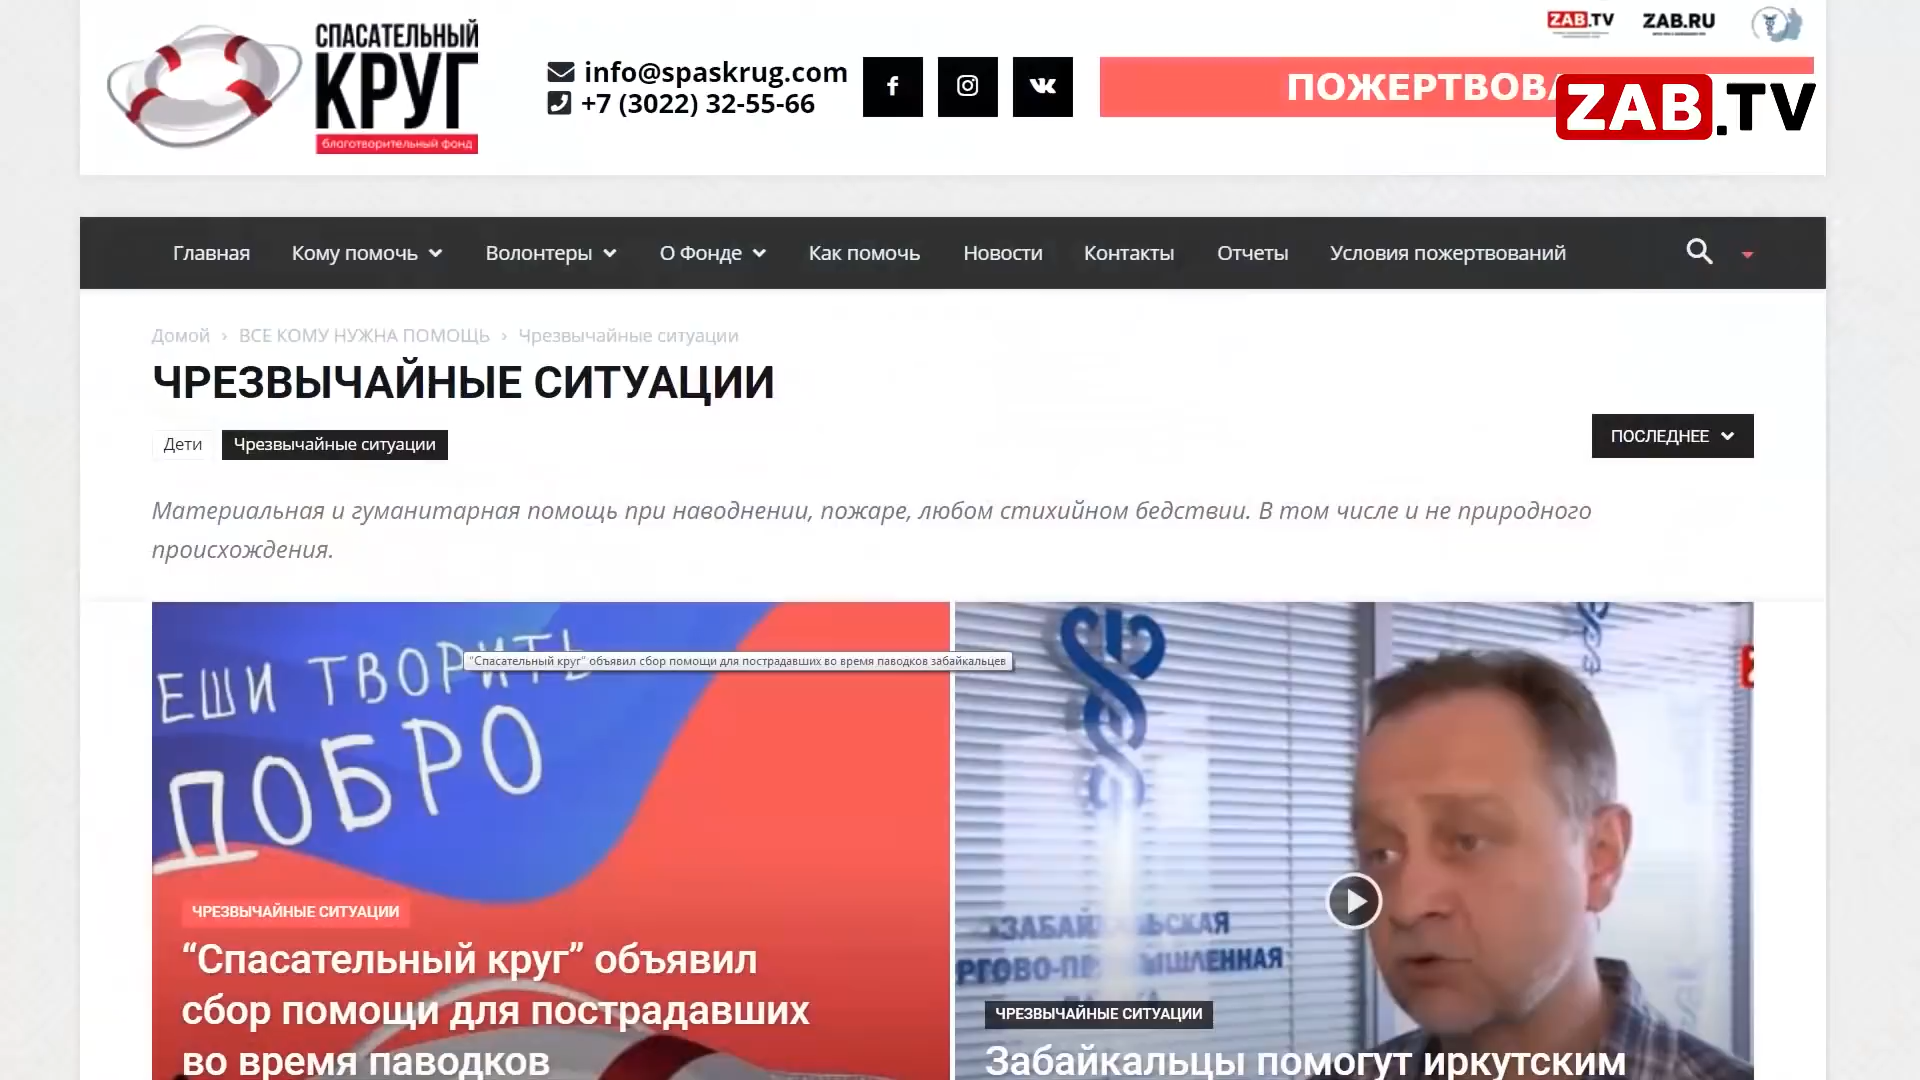 СПАСАТЕЛЬНЫЙ
КРУГ
благотворительный фонд
info@spaskrug.com
+7 (3022) 32-55-66
ZAB.TV
ZAB.RU
ZAB.TV
Главная Кому помочь Волонтеры О Фонде Как помочь Новости Контакты Отчеты Условия пожертвований
Домой › ВСЕ КОМУ НУЖНА ПОМОЩЬ › Чрезвычайные ситуации
ЧРЕЗВЫЧАЙНЫЕ СИТУАЦИИ
Дети Чрезвычайные ситуации
ПОСЛЕДНЕЕ
Материальная и гуманитарная помощь при наводнении, пожаре, любом стихийном бедствии. В том числе и не природного
происхождения.
ЕШИ ТВОРИТЬ
ДОБРО
"Спасательный круг" объявил сбор помощи для пострадавших во время паводков забайкальцев
ЧРЕЗВЫЧАЙНЫЕ СИТУАЦИИ
“Спасательный круг” объявил
сбор помощи для пострадавших
во время паводков
ЧРЕЗВЫЧАЙНЫЕ СИТУАЦИИ
Забайкальцы помогут иркутским